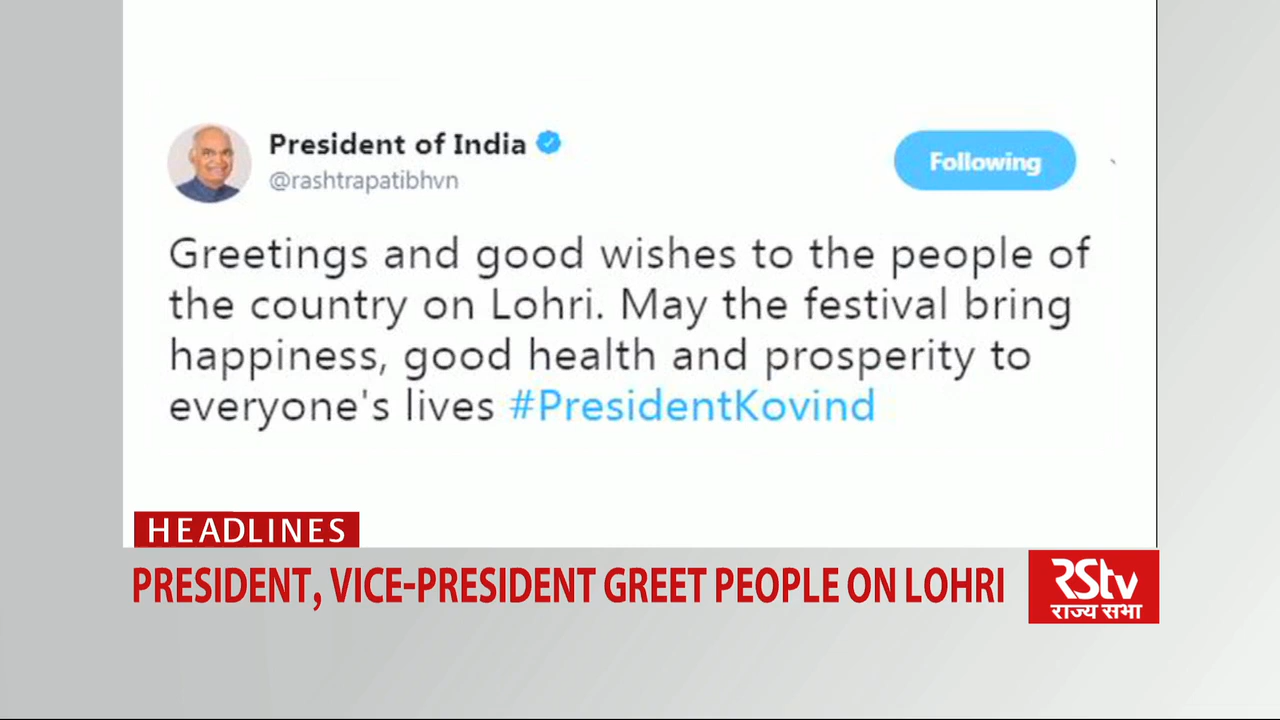 President of India
@rashtrapatibhvn
Following
Greetings and good wishes to the people of
the country on Lohri. May the festival bring
happiness, good health and prosperity to
everyone's lives #PresidentKovind
HEADLINES
PRESIDENT, VICE-PRESIDENT GREET PEOPLE ON LOHRI
RStv
राज्य सभा